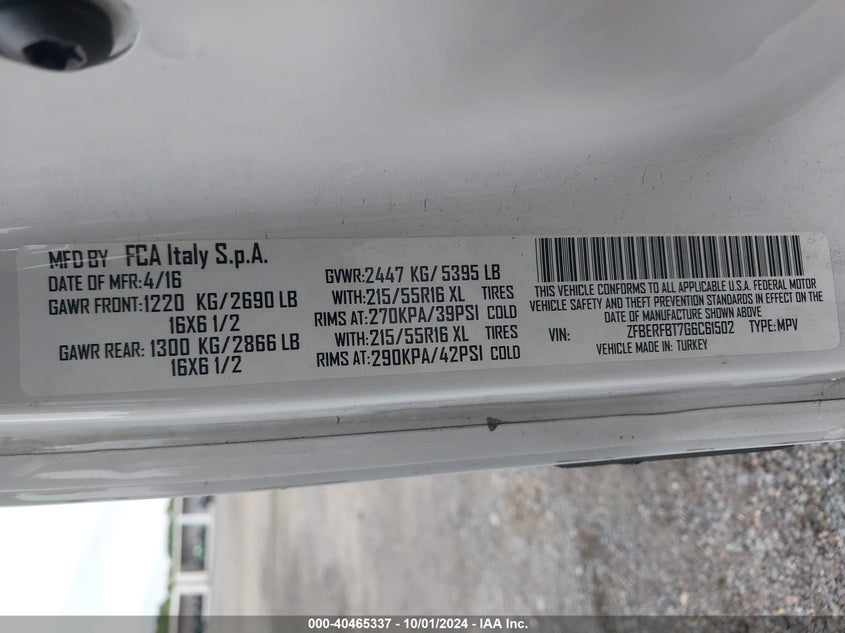 MFD BY FCA Italy S.p.A.
DATE OF MFR:4/16
GAWR FRONT:1220 KG/2690 LB
16X6 1/2
GAWR REAR: 1300 KG/2866 LB
16X6 1/2
GVWR:2447 KG/ 5395 LB
WITH: 215/55R16 XL TIRES
RIMS AT:270KPA/39PSI COLD
WITH: 215/55R16 XL TIRES
RIMS AT:290KPA/42PSI COLD
THIS VEHICLE CONFORMS TO ALL APPLICABLE U.S.A. FEDERAL MOTOR
VEHICLE SAFETY AND THEFT PREVENTION STANDARDS IN EFFECT ON THE
DATE OF MANUFACTURE SHOWN ABOVE
VIN: ZFBERFBT7G6C61502 TYPE: MPV
VEHICLE MADE IN: TURKEY
000-40465337 - 10/01/2024 - IAA Inc.